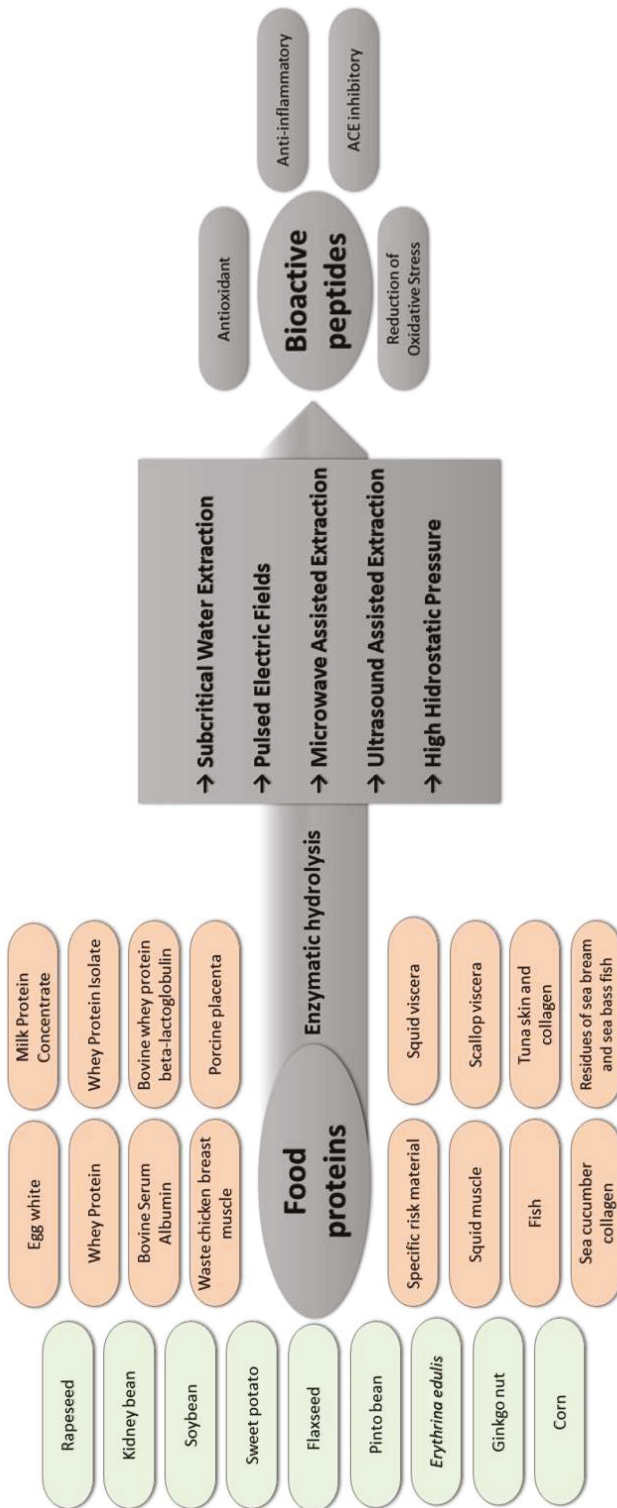 Rapeseed
Kidney bean
Soybean
Sweet potato
Flaxseed
Pinto bean
Erythrina edulis
Ginkgo nut
Corn
Egg white
Whey Protein
Bovine Serum
Albumin
Waste chicken breast
muscle
Milk Protein
Concentrate
Whey Protein Isolate
Bovine whey protein
beta-lactoglobulin
Porcine placenta
Food
proteins
Specific risk material
Squid muscle
Fish
Sea cucumber
collagen
Squid viscera
Scallop viscera
Tuna skin and
collagen
Residues of sea bream
and sea bass fish
Enzymatic hydrolysis
→ Subcritical Water Extraction
→ Pulsed Electric Fields
→ Microwave Assisted Extraction
→ Ultrasound Assisted Extraction
→ High Hidrostatic Pressure
Antioxidant
Anti-inflammatory
Bioactive
peptides
Reduction of
Oxidative Stress
ACE inhibitory